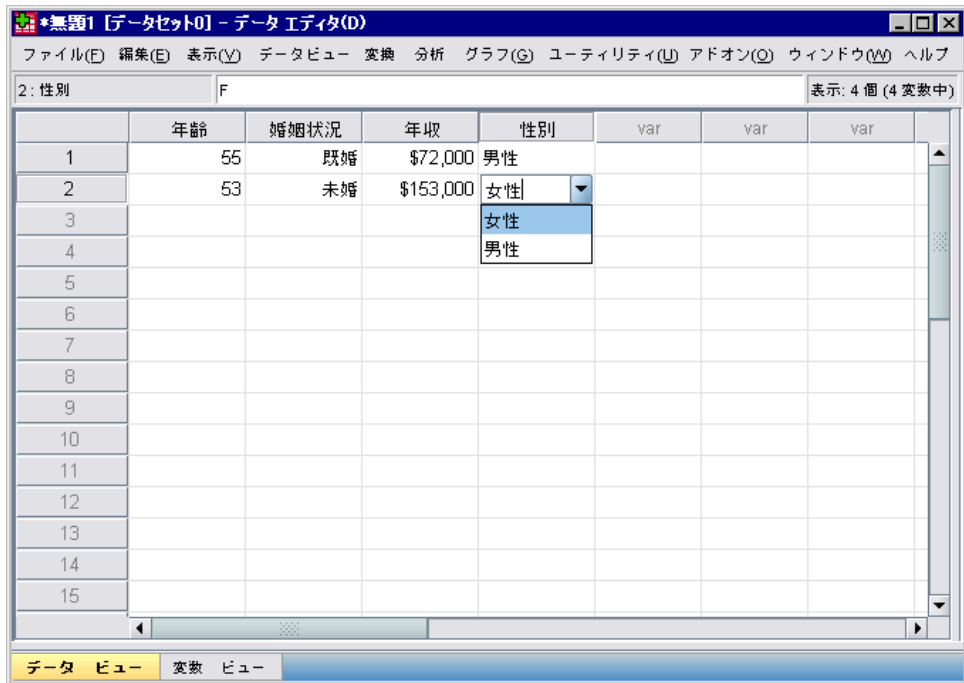 *無題1 [データセット0] - データ エディタ(D)
ファイル(F) 編集(E) 表示(V) データビュー 変換 分析 グラフ(G) ユーティリティ(U) アドオン(O) ウィンドウ(W) ヘルプ
2 : 性別 F 表示: 4 個 (4 変数中)
年齢 婚姻状況 年収 性別 var var var
1 55 既婚 $72,000 男性
2 53 未婚 $153,000 女性
3 女性
4 男性
5
6
7
8
9
10
11
12
13
14
15
データ ビュー 変数 ビュー